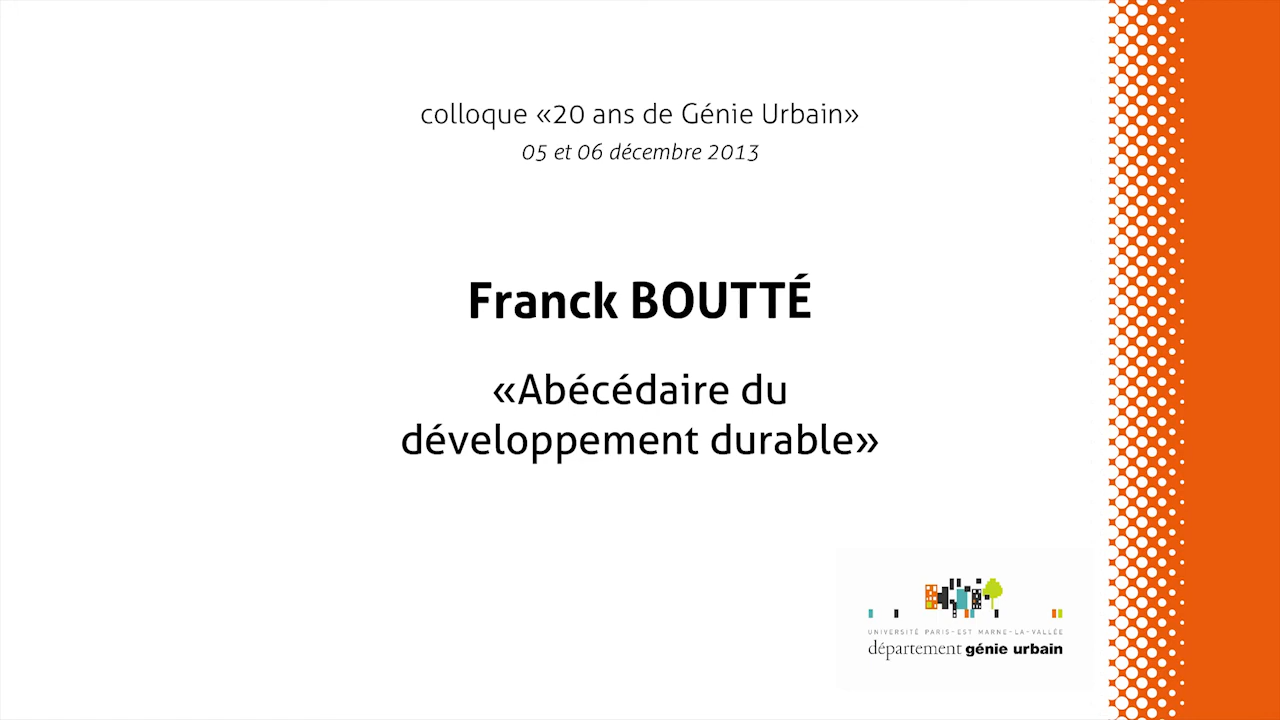 colloque «20 ans de Génie Urbain»
05 et 06 décembre 2013
Franck BOUTTÉ
«Abécédaire du
développement durable»
UNIVERSITÉ PARIS-EST MARNE-LA-VALLÉE
département génie urbain